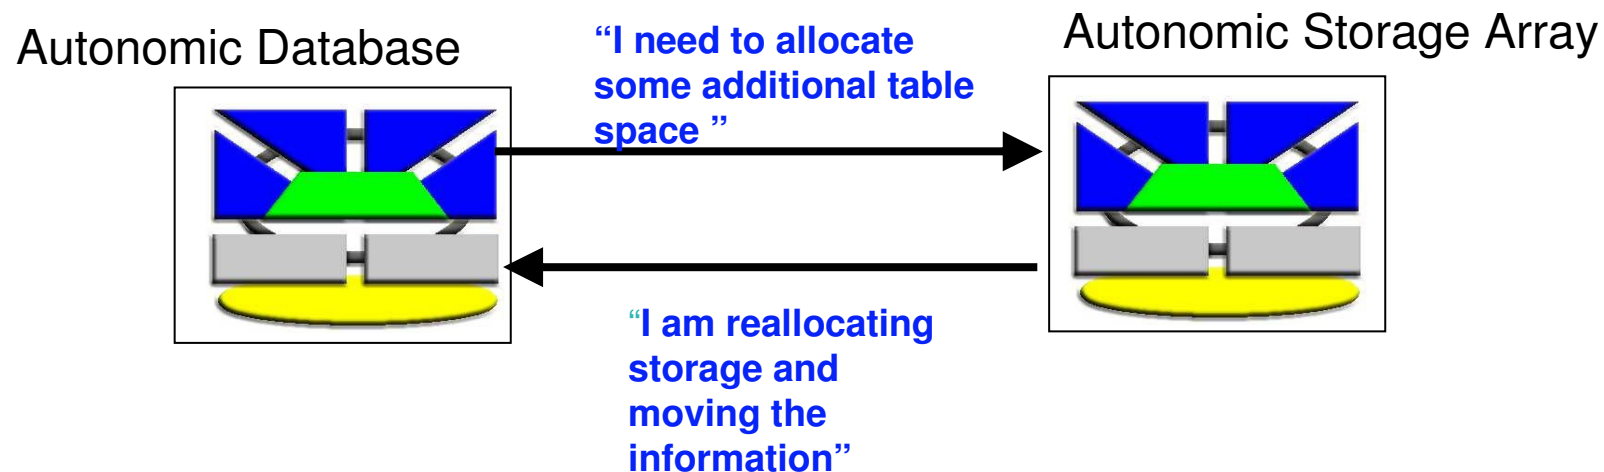 Autonomic Database
“I need to allocate
some additional table
space ”
Autonomic Storage Array
“I am reallocating
storage and
moving the
information”